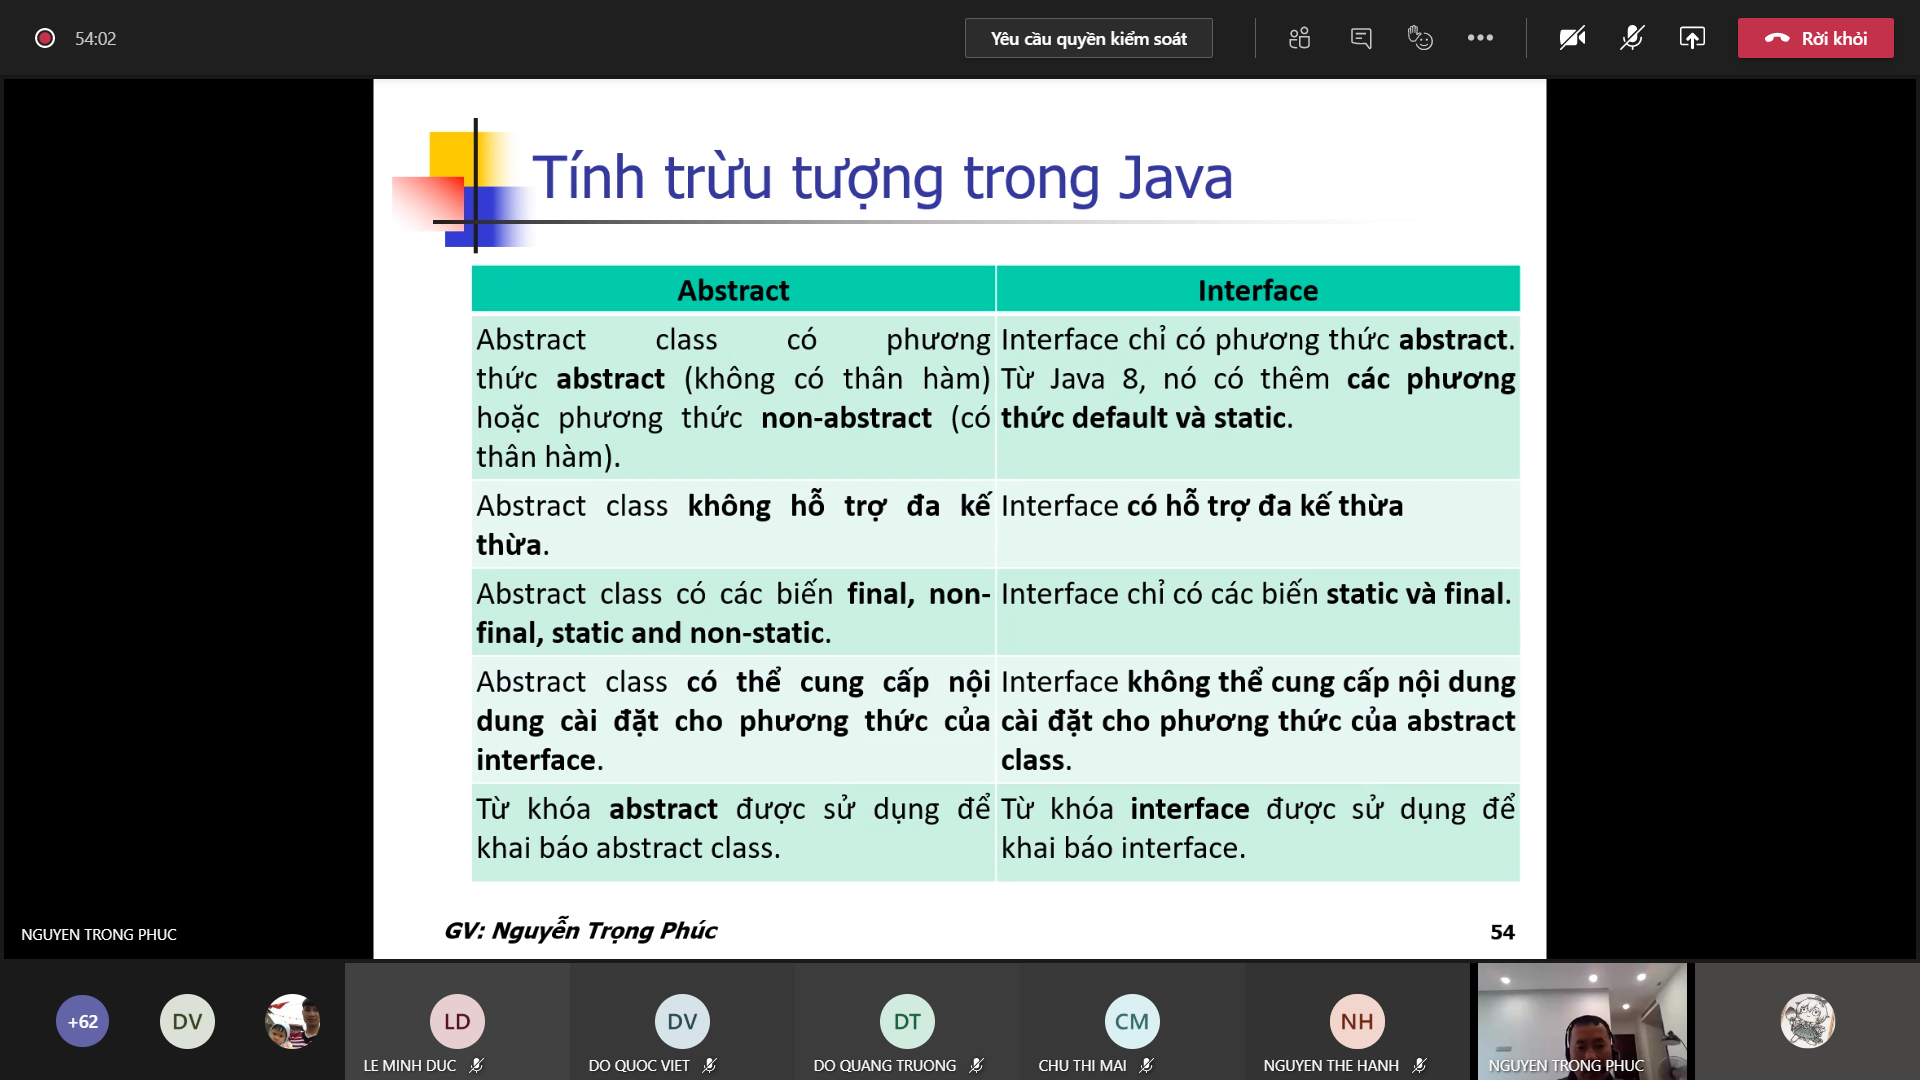 54:02
Yêu cầu quyền kiểm soát
Rời khỏi
Tính trừu tượng trong Java
Abstract
Interface
Abstract class có phương
thức abstract (không có thân hàm)
hoặc phương thức non-abstract (có
thân hàm).
Interface chỉ có phương thức abstract.
Từ Java 8, nó có thêm các phương
thức default và static.
Abstract class không hỗ trợ đa kế
thừa.
Interface có hỗ trợ đa kế thừa
Abstract class có các biến final, non-
final, static and non-static.
Interface chỉ có các biến static và final.
Abstract class có thể cung cấp nội
dung cài đặt cho phương thức của
interface.
Interface không thể cung cấp nội dung
cài đặt cho phương thức của abstract
class.
Từ khóa abstract được sử dụng để
khai báo abstract class.
Từ khóa interface được sử dụng để
khai báo interface.
GV: Nguyễn Trọng Phúc
54
NGUYEN TRONG PHUC
+62
DV
LD
LE MINH DUC
DV
DO QUOC VIET
DT
DO QUANG TRUONG
CM
CHU THI MAI
NH
NGUYEN THE HANH
NGUYEN TRONG PHUC